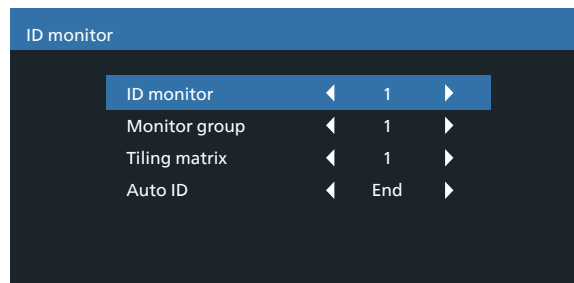 ID monitor
ID monitor 1
Monitor group 1
Tiling matrix 1
Auto ID End